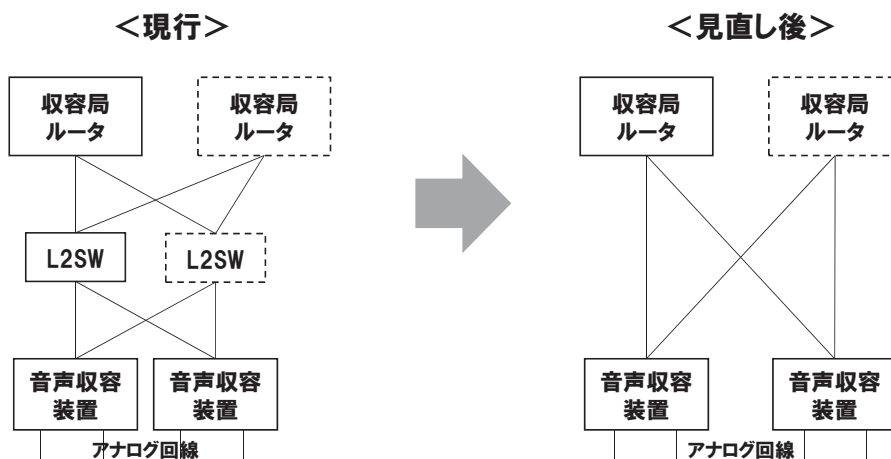 ＜現行＞
＜見直し後＞
収容局
ルータ
収容局
ルータ
収容局
ルータ
収容局
ルータ
L2SW
L2SW
音声収容
装置
音声収容
装置
音声収容
装置
音声収容
装置
アナログ回線
アナログ回線